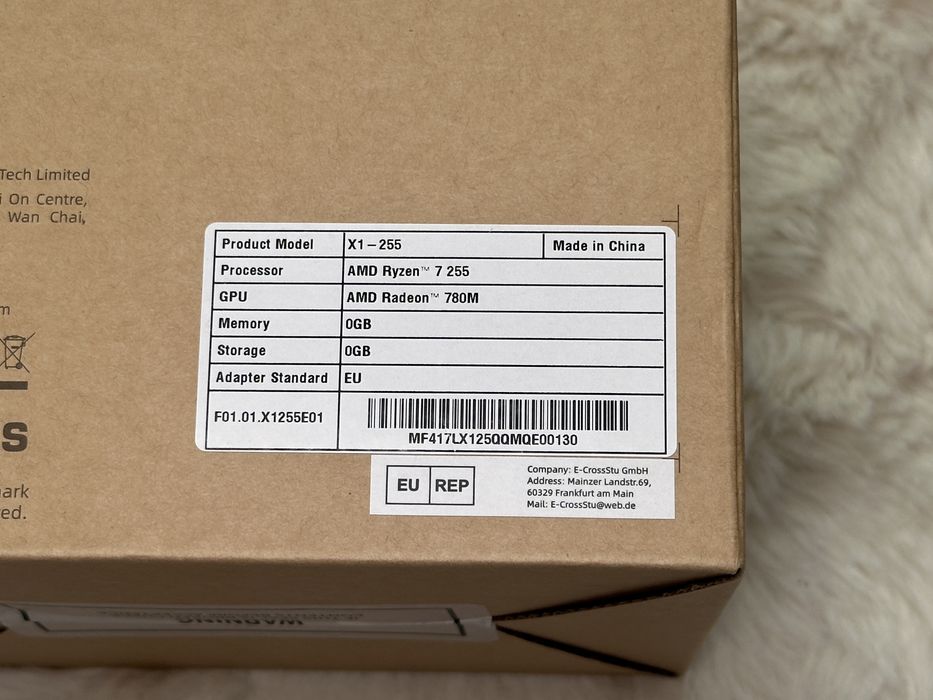 Tech Limited
i On Centre,
Wan Chai,
m
s
ark
ed.
Product Model X1-255 Made in China
Processor AMD Ryzen™ 7 255
GPU AMD Radeon™ 780M
Memory 0GB
Storage 0GB
Adapter Standard EU
F01.01.X1255E01
MF417LX125QQMQE00130
EU REP
Company: E-CrossStu GmbH
Address: Mainzer Landstr.69,
60329 Frankfurt am Main
Mail: E-CrossStu@web.de
WARNING